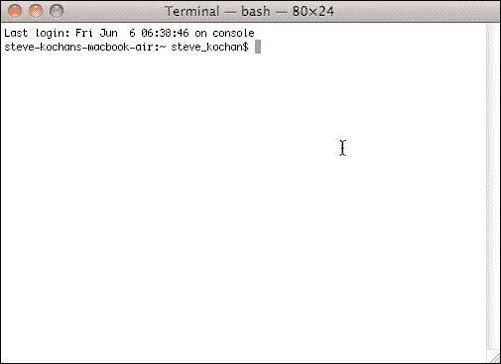 Terminal — bash — 80×24
Last login: Fri Jun  6 06:38:46 on console
steve-kochans-macbook-air:~ steve_kochan$